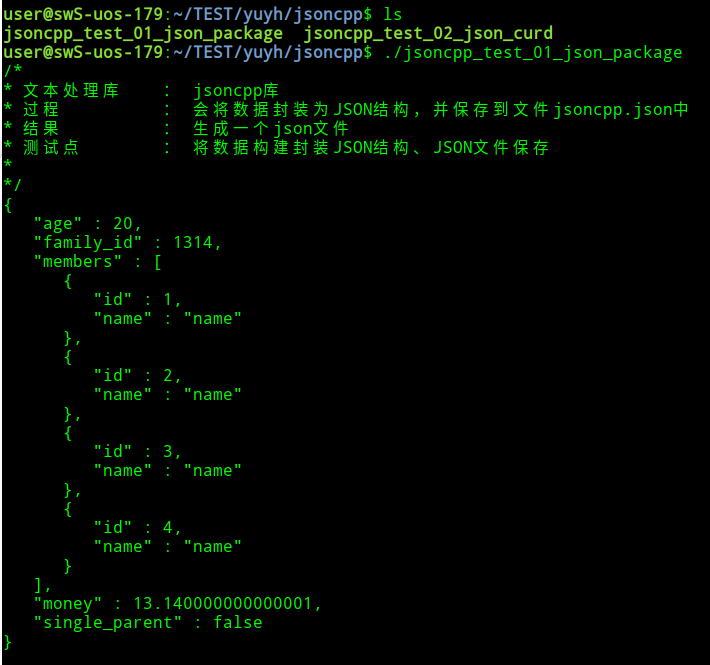 user@swS-uos-179:~/TEST/yuyh/jsoncpp$ ls
jsoncpp_test_01_json_package  jsoncpp_test_02_json_curd
user@swS-uos-179:~/TEST/yuyh/jsoncpp$ ./jsoncpp_test_01_json_package
/*
* 文本处理库    :  jsoncpp库
* 过程          :  会将数据封装为JSON结构，并保存到文件jsoncpp.json中
* 结果          :  生成一个json文件
* 测试点        :  将数据构建封装JSON结构、JSON文件保存
*
*/
{
   "age" : 20,
   "family_id" : 1314,
   "members" : [
      {
         "id" : 1,
         "name" : "name"
      },
      {
         "id" : 2,
         "name" : "name"
      },
      {
         "id" : 3,
         "name" : "name"
      },
      {
         "id" : 4,
         "name" : "name"
      }
   ],
   "money" : 13.140000000000001,
   "single_parent" : false
}